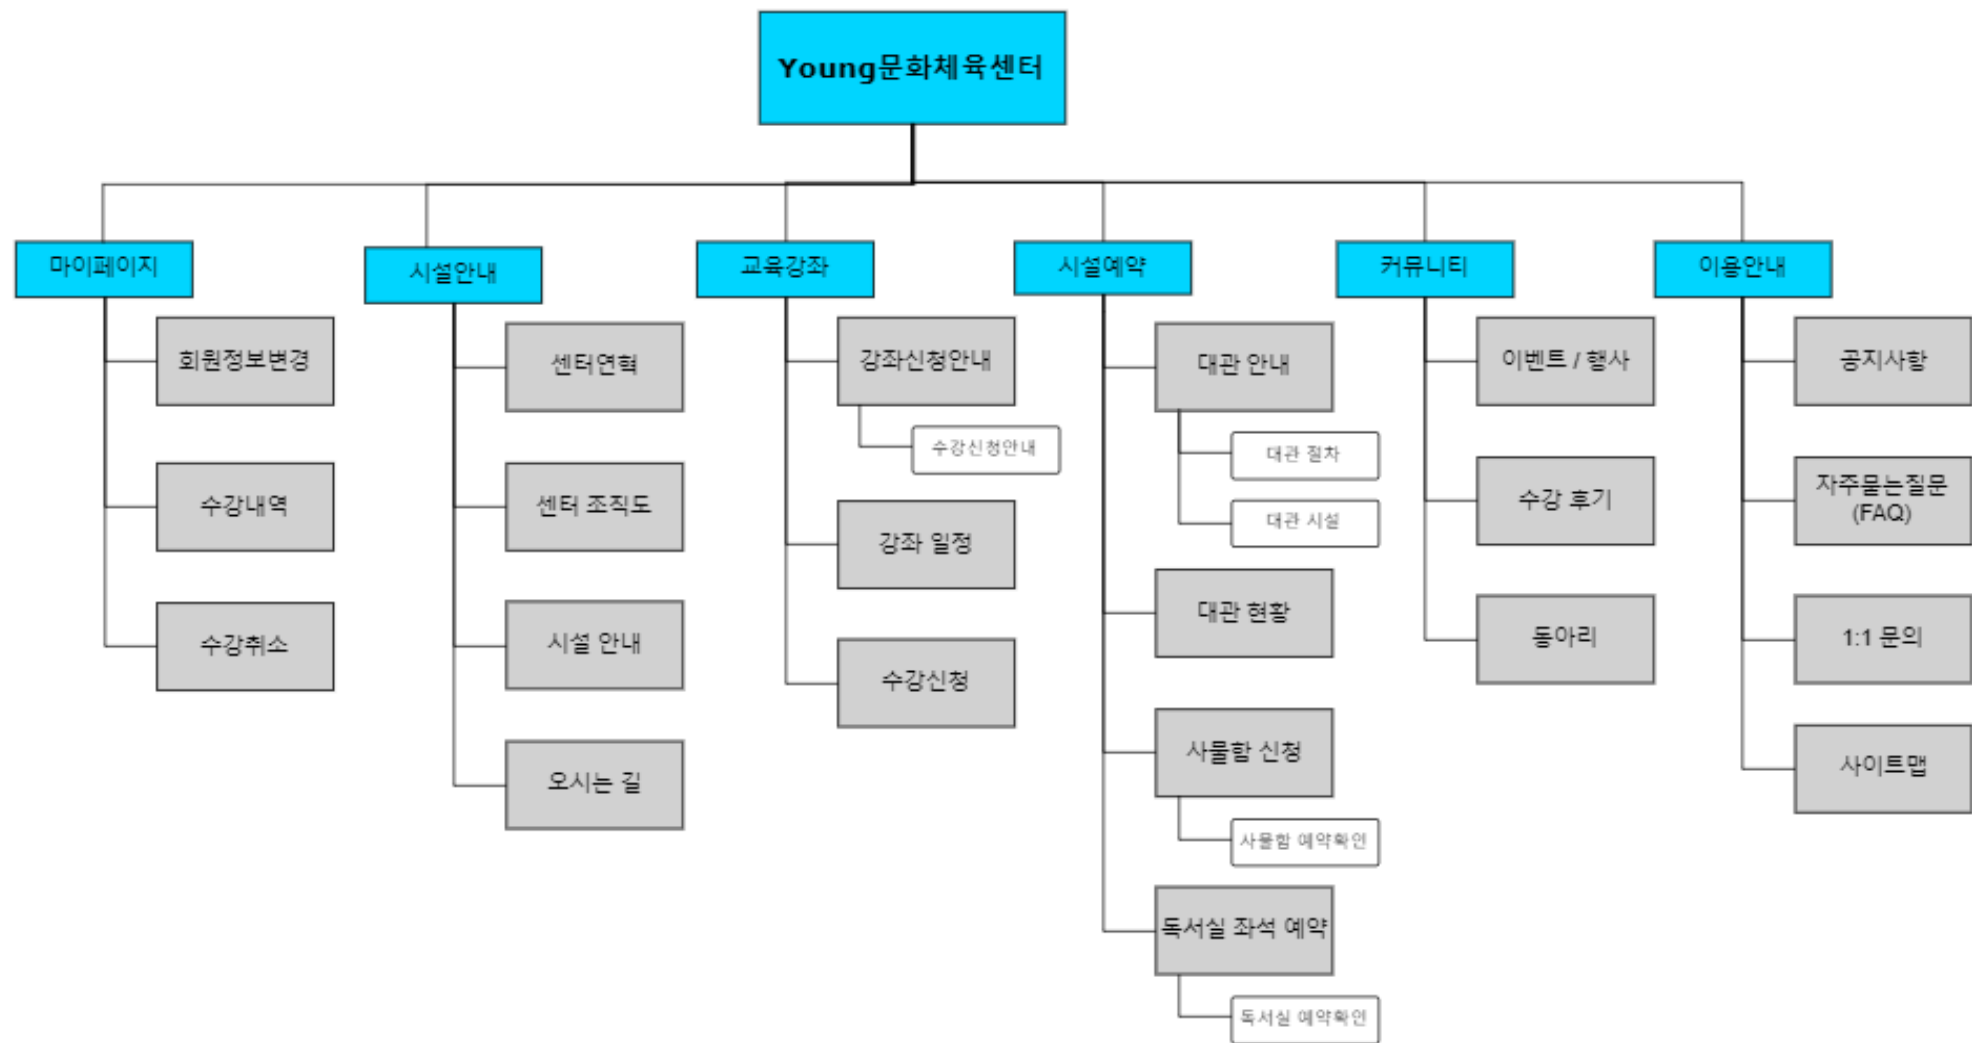 Young문화체육센터
마이페이지
회원정보변경
수강내역
수강취소
시설안내
센터연혁
센터 조직도
시설 안내
오시는 길
교육강좌
강좌신청안내
수강신청안내
강좌 일정
수강신청
시설예약
대관 안내
대관 절차
대관 시설
대관 현황
사물함 신청
사물함 예약확인
독서실 좌석 예약
독서실 예약확인
커뮤니티
이벤트 / 행사
수강 후기
동아리
이용안내
공지사항
자주묻는질문
(FAQ)
1:1 문의
사이트맵